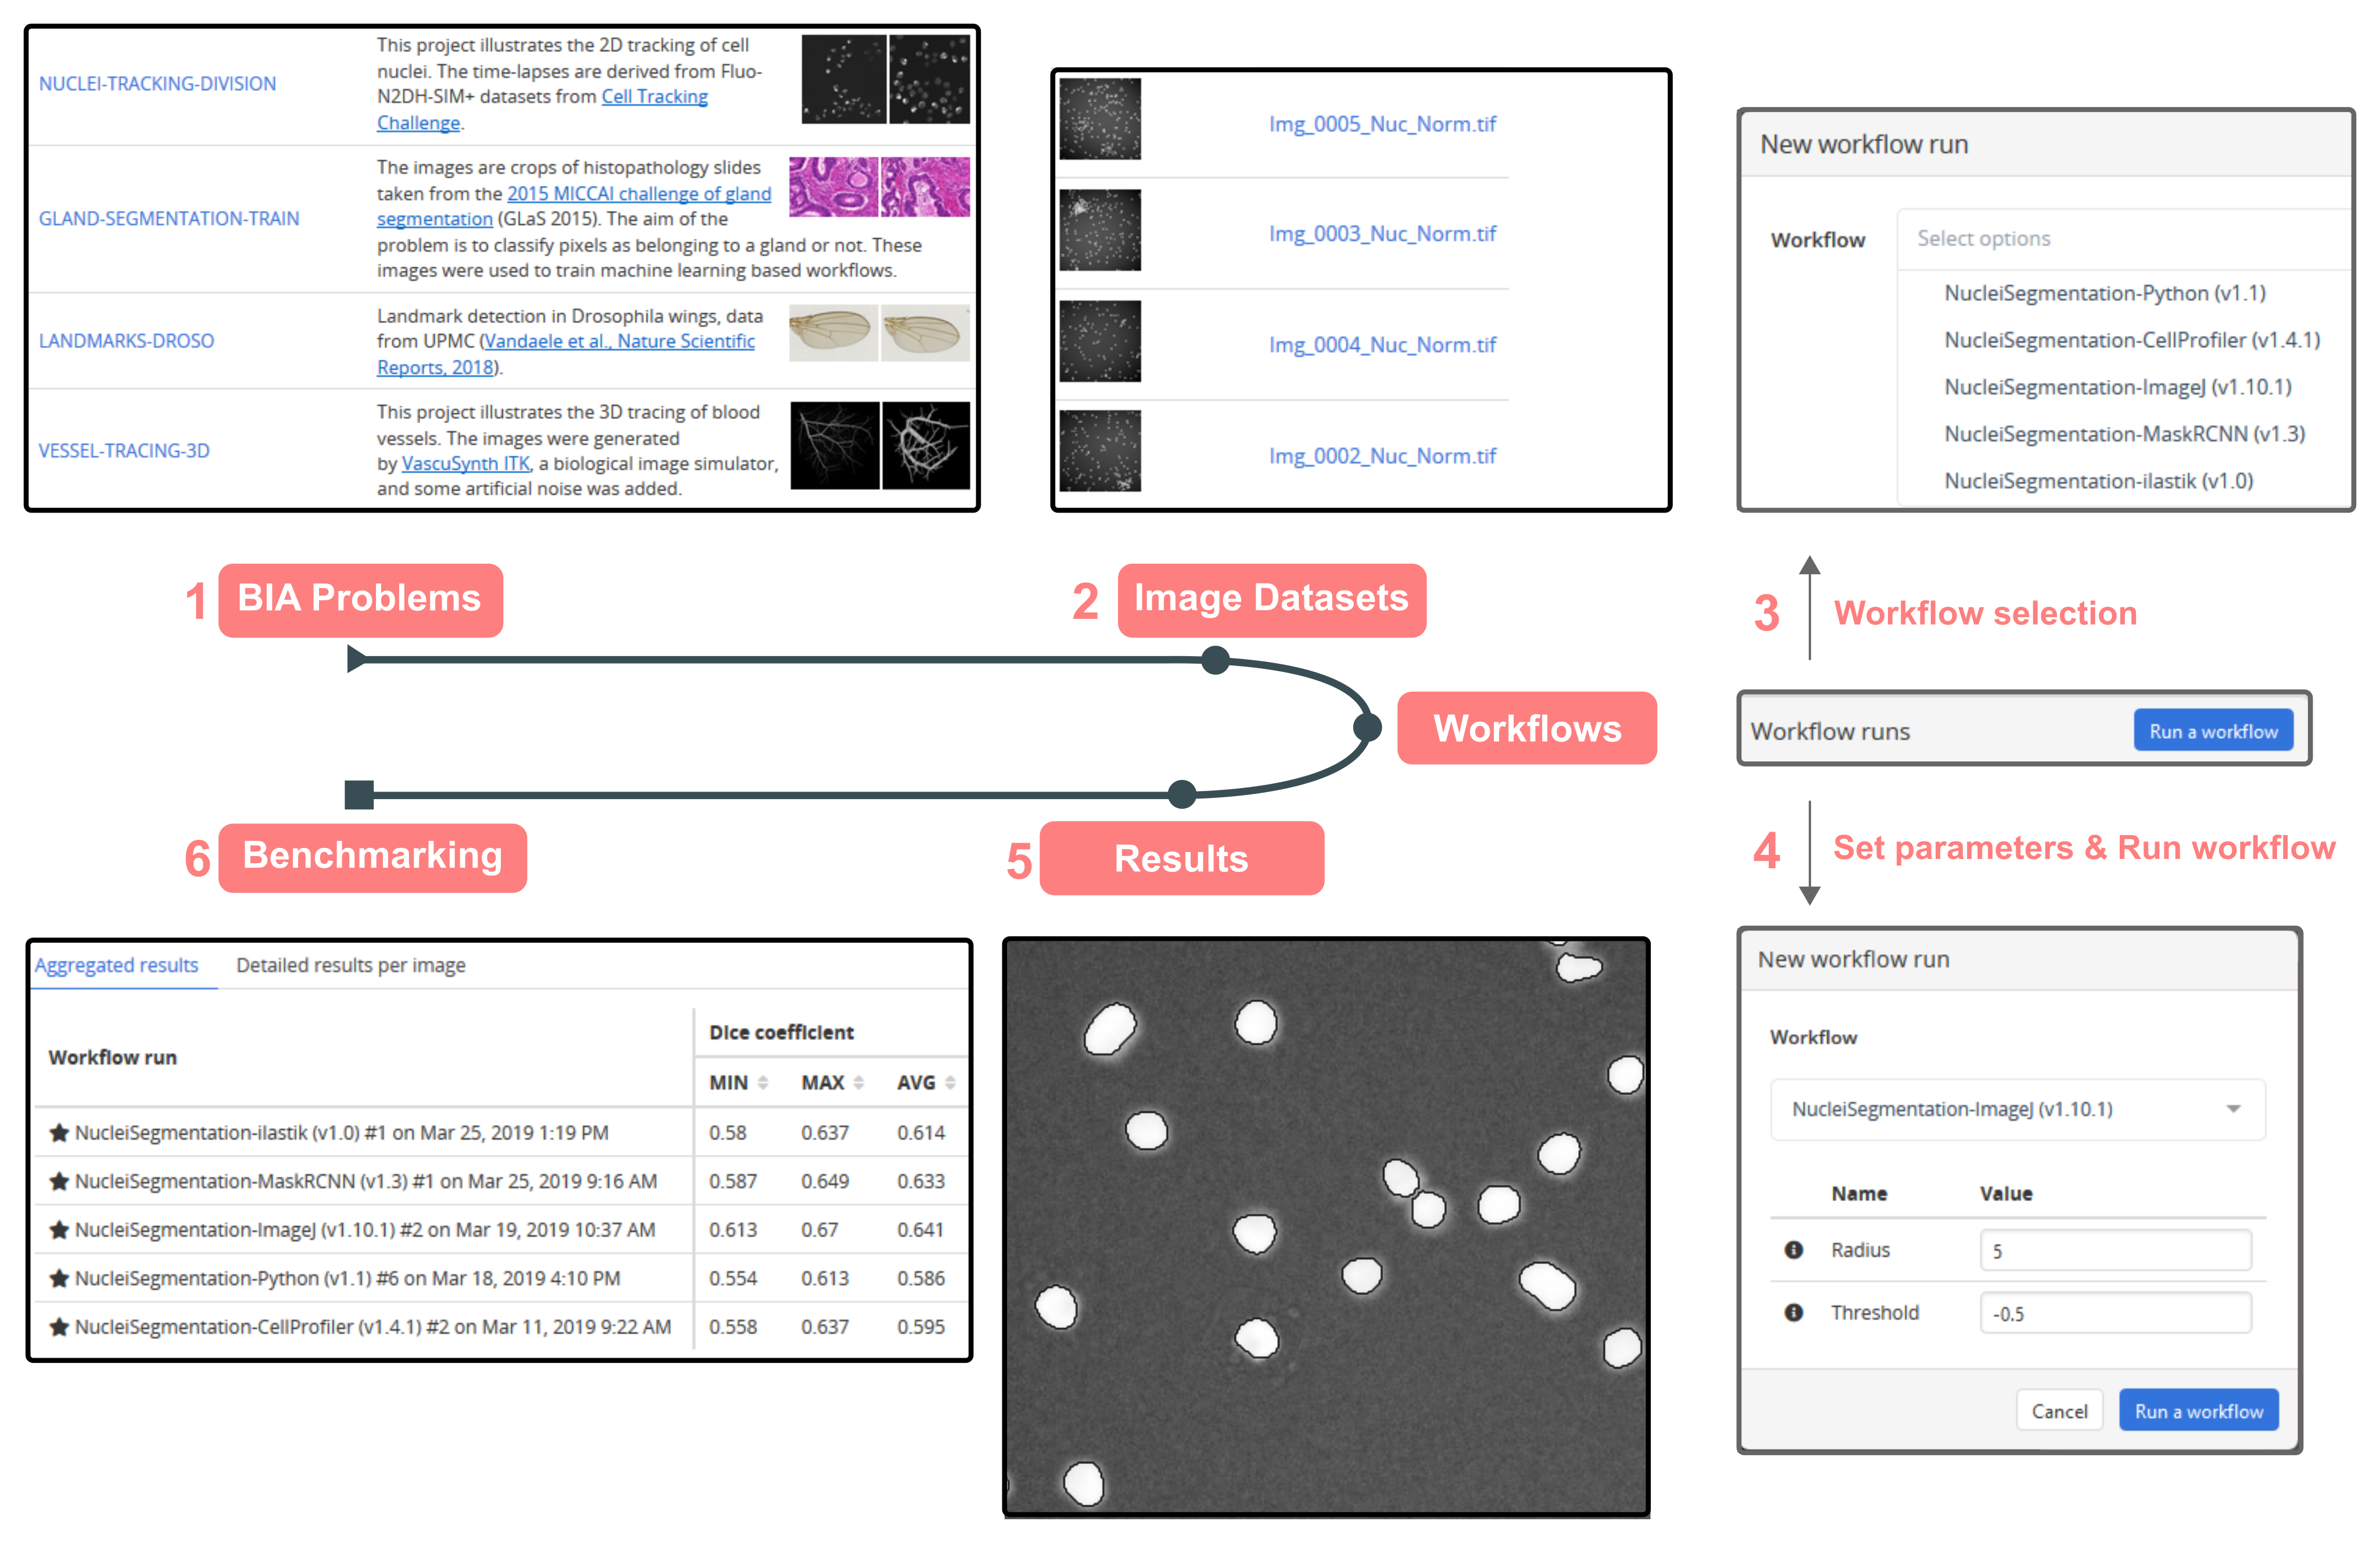 NUCLEI-TRACKING-DIVISION
This project illustrates the 2D tracking of cell
nuclei. The time-lapses are derived from Fluo-
N2DH-SIM+ datasets from Cell Tracking
Challenge.
GLAND-SEGMENTATION-TRAIN
The images are crops of histopathology slides
taken from the 2015 MICCAI challenge of gland
segmentation (GLaS 2015). The aim of the
problem is to classify pixels as belonging to a gland or not. These
images were used to train machine learning based workflows.
LANDMARKS-DROSO
Landmark detection in Drosophila wings, data
from UPMC (Vandaele et al., Nature Scientific
Reports, 2018).
VESSEL-TRACING-3D
This project illustrates the 3D tracing of blood
vessels. The images were generated
by VascuSynth ITK, a biological image simulator,
and some artificial noise was added.
1 BIA Problems
Img_0005_Nuc_Norm.tif
Img_0003_Nuc_Norm.tif
Img_0004_Nuc_Norm.tif
Img_0002_Nuc_Norm.tif
2 Image Datasets
Workflows
New workflow run
Workflow
Select options
NucleiSegmentation-Python (v1.1)
NucleiSegmentation-CellProfiler (v1.4.1)
NucleiSegmentation-ImageJ (v1.10.1)
NucleiSegmentation-MaskRCNN (v1.3)
NucleiSegmentation-ilastik (v1.0)
3 Workflow selection
Workflow runs Run a workflow
4 Set parameters & Run workflow
New workflow run
Workflow
NucleiSegmentation-ImageJ (v1.10.1)
Name Value
Radius 5
Threshold -0.5
Cancel Run a workflow
5 Results
6 Benchmarking
Aggregated results Detailed results per image
Workflow run
Dice coefficient
MIN MAX AVG
NucleiSegmentation-ilastik (v1.0) #1 on Mar 25, 2019 1:19 PM 0.58 0.637 0.614
NucleiSegmentation-MaskRCNN (v1.3) #1 on Mar 25, 2019 9:16 AM 0.587 0.649 0.633
NucleiSegmentation-ImageJ (v1.10.1) #2 on Mar 19, 2019 10:37 AM 0.613 0.67 0.641
NucleiSegmentation-Python (v1.1) #6 on Mar 18, 2019 4:10 PM 0.554 0.613 0.586
NucleiSegmentation-CellProfiler (v1.4.1) #2 on Mar 11, 2019 9:22 AM 0.558 0.637 0.595